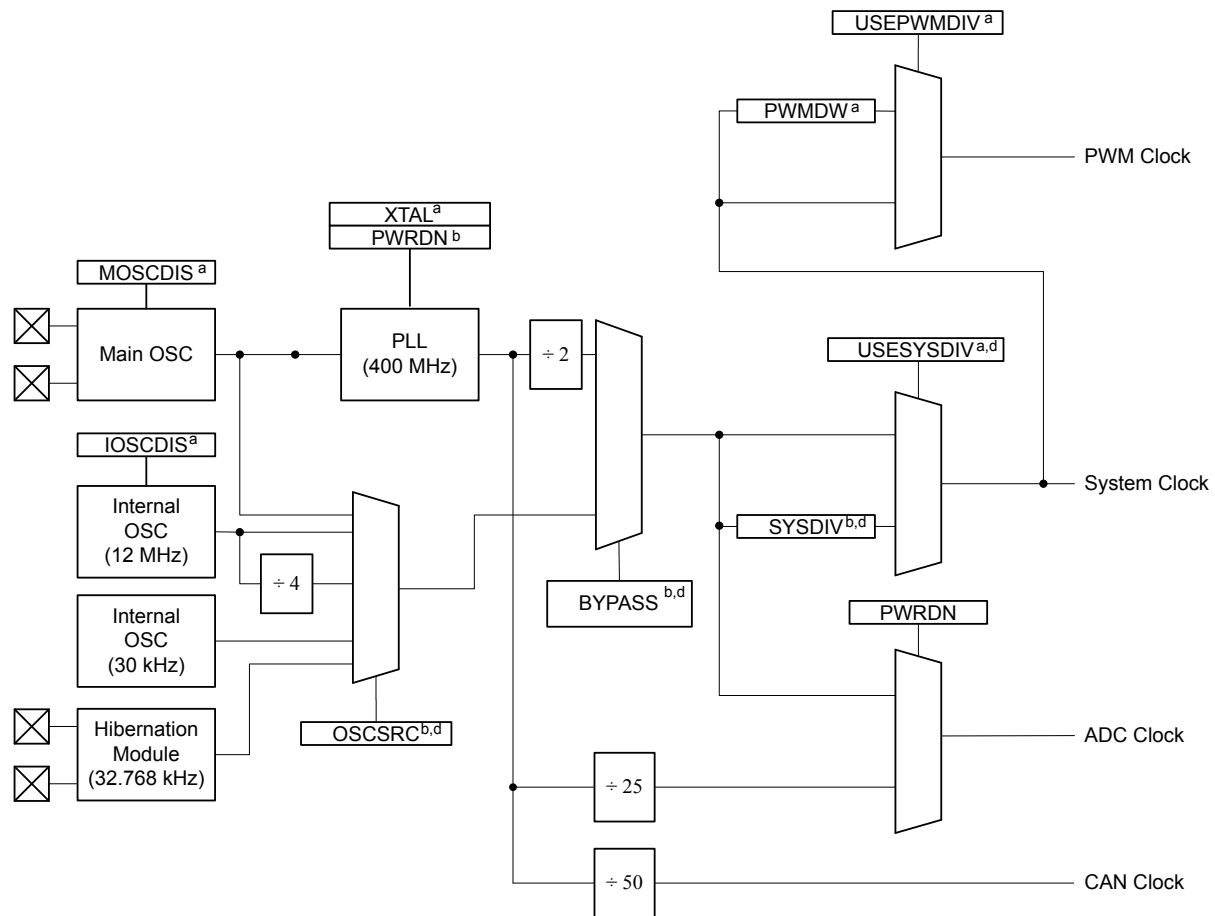 USEPWMDIV a
PWMDW a
PWM Clock
XTAL a
PWRDN b
MOSCDIS a
Main OSC
PLL
(400 MHz)
÷ 2
USESYSDIV a,d
IOSCDIS a
Internal
OSC
(12 MHz)
÷ 4
System Clock
SYSDIV b,d
BYPASS b,d
Internal
OSC
(30 kHz)
PWRDN
OSCSRC b,d
Hibernation
Module
(32.768 kHz)
ADC Clock
÷ 25
÷ 50
CAN Clock